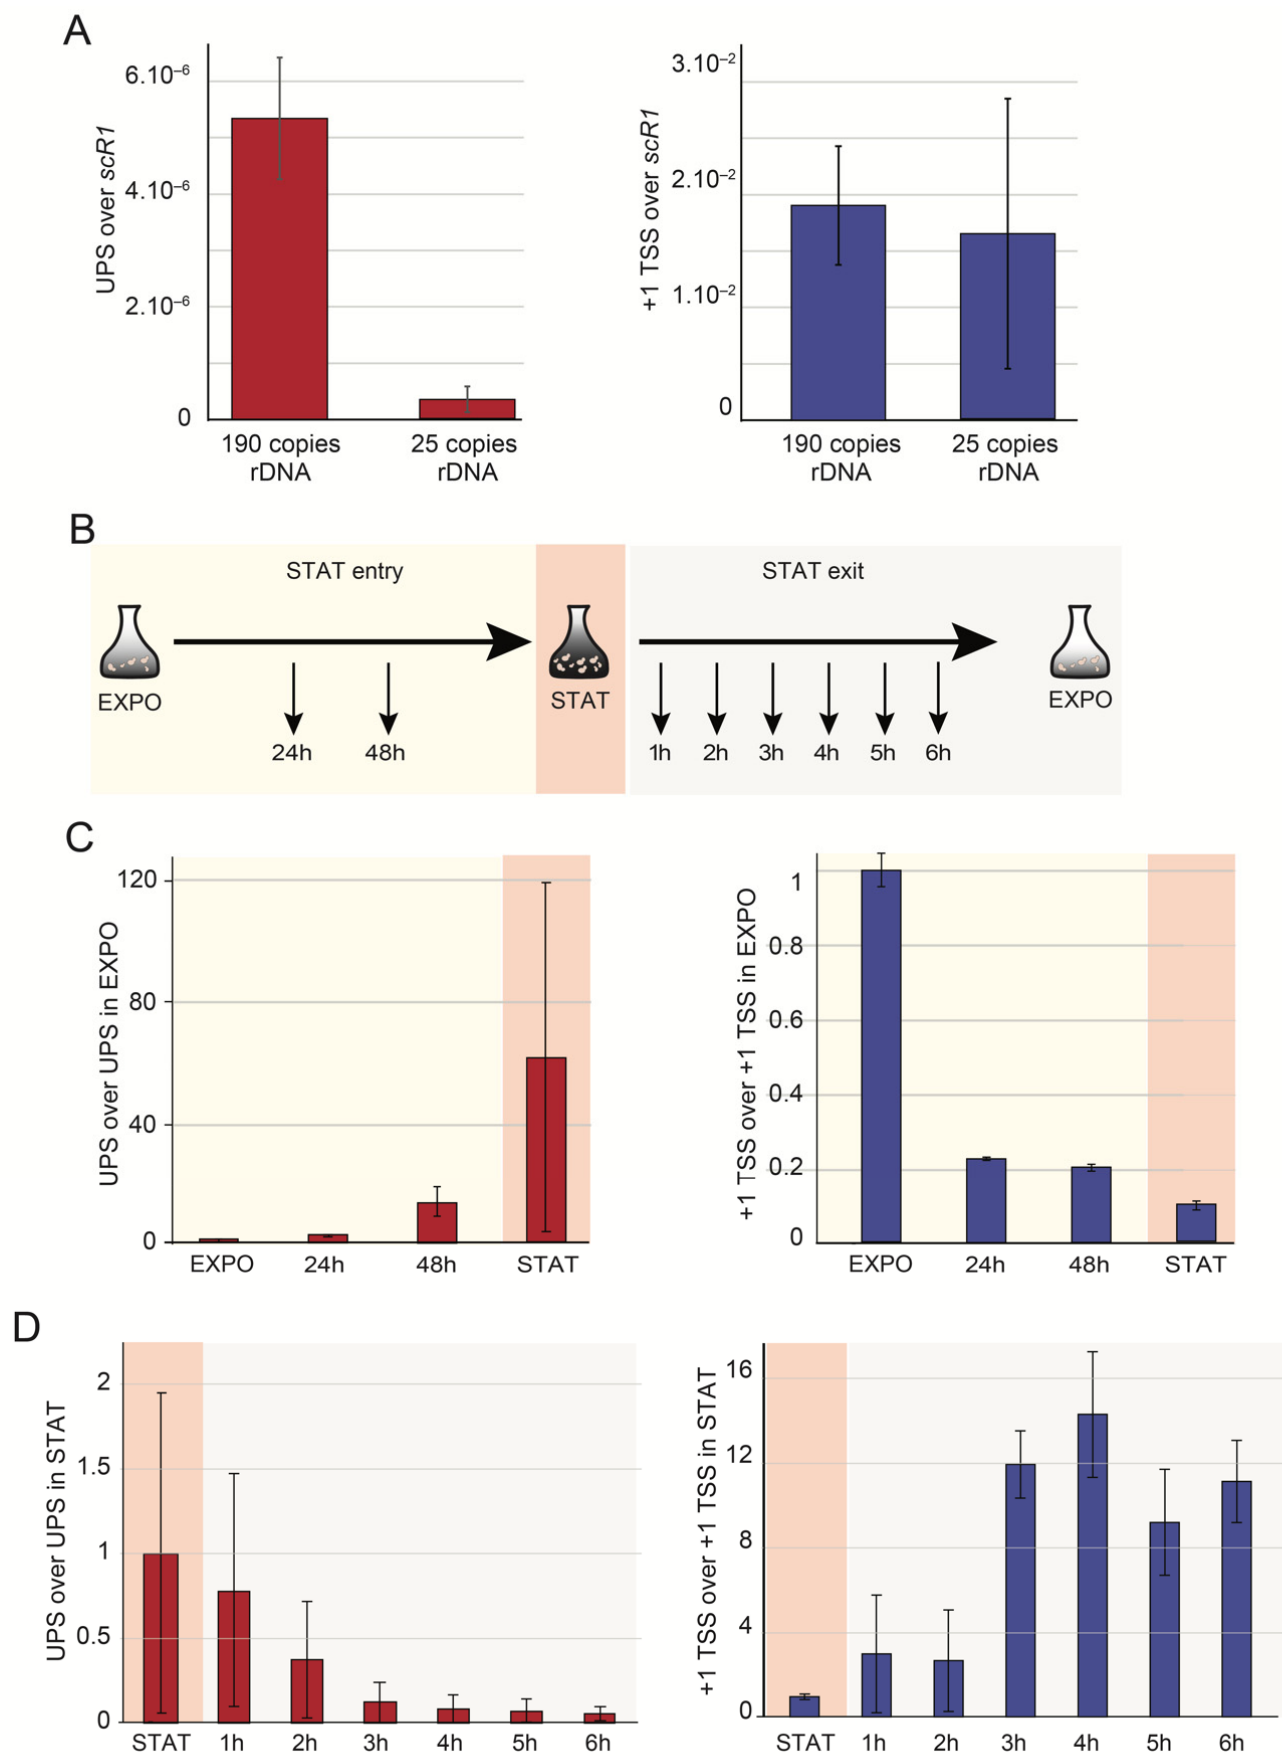 A
UPS over scR1
6.10⁻⁶
4.10⁻⁶
2.10⁻⁶
0
190 copies
rDNA
25 copies
rDNA
+1 TSS over scR1
3.10⁻²
2.10⁻²
1.10⁻²
0
190 copies
rDNA
25 copies
rDNA
B
STAT entry
STAT exit
EXPO
STAT
EXPO
24h
48h
1h
2h
3h
4h
5h
6h
C
UPS over UPS in EXPO
120
80
40
0
EXPO
24h
48h
STAT
+1 TSS over +1 TSS in EXPO
1
0.8
0.6
0.4
0.2
0
EXPO
24h
48h
STAT
D
UPS over UPS in STAT
2
1.5
1
0.5
0
STAT
1h
2h
3h
4h
5h
6h
+1 TSS over +1 TSS in STAT
16
12
8
4
0
STAT
1h
2h
3h
4h
5h
6h